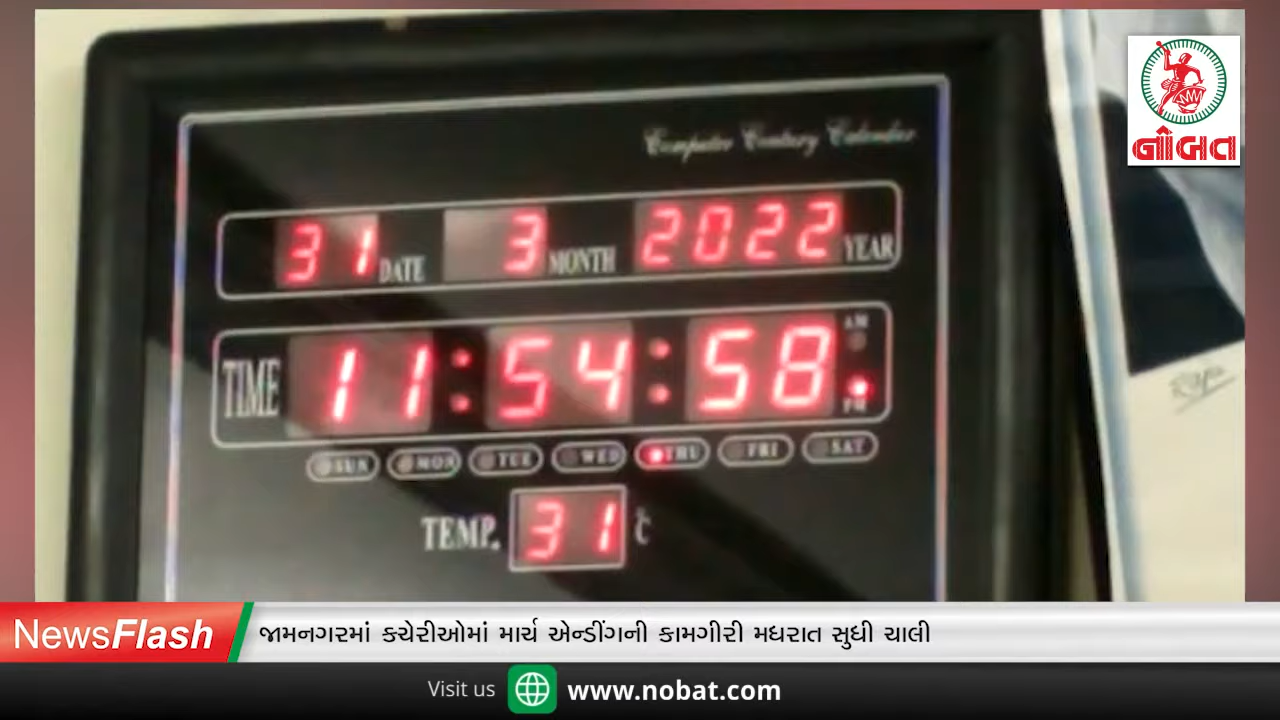 નોબત
Computer Century Calendar
31 DATE 3 MONTH 2022 YEAR
AM
TIME 11:54:58
PM
SUN MON TUE WED THU FRI SAT
TEMP. 31 °C
NewsFlash જામનગરમાં કચેરીઓમાં માર્ચ એન્ડીંગની કામગીરી મધરાત સુધી ચાલી
Visit us www.nobat.com